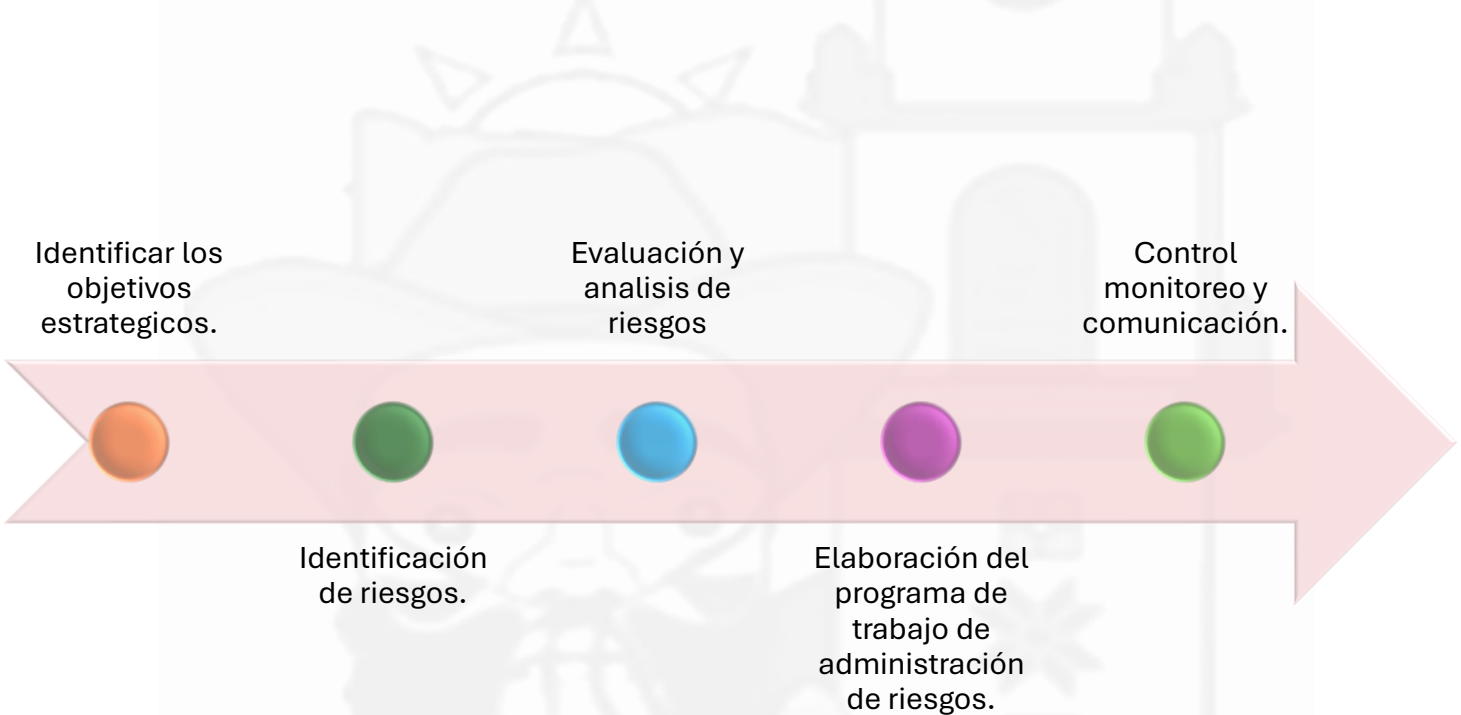 Identificar los
objetivos
estrategicos.
Identificación
de riesgos.
Evaluación y
analisis de
riesgos
Elaboración del
programa de
trabajo de
administración
de riesgos.
Control
monitoreo y
comunicación.